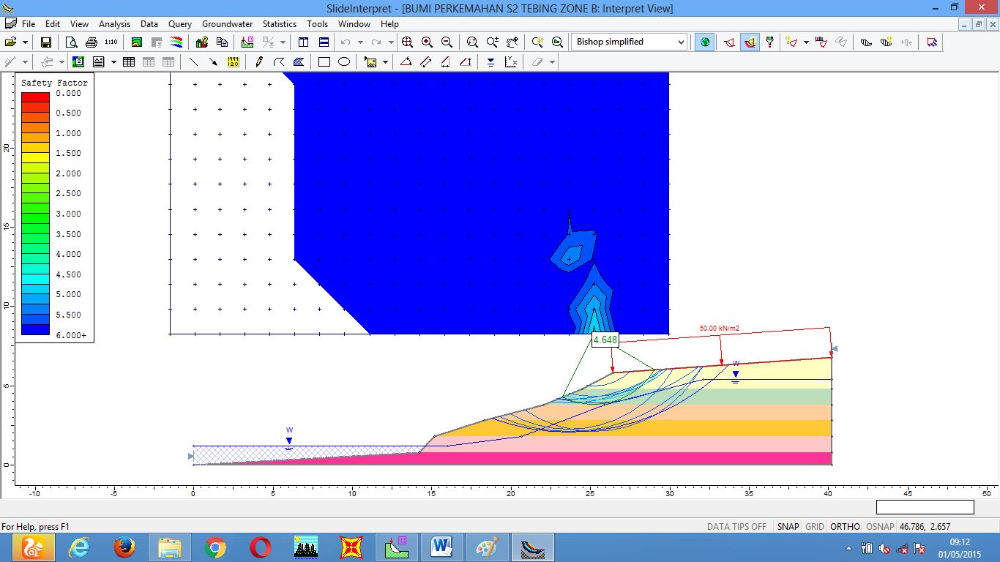 SlideInterpret - [BUMI PERKEMAHAN S2 TEBING ZONE B: Interpret View]
File Edit View Analysis Data Query Groundwater Statistics Tools Window Help
1:10
Bishop simplified
2
123
Safety Factor
0.000
0.500
1.000
1.500
2.000
2.500
3.000
3.500
4.000
4.500
5.000
5.500
6.000+
20
15
10
5
0
4.648
50.00 kN/m2
W
W
-10 -5 0 5 10 15 20 25 30 35 40 45 50
For Help, press F1
DATA TIPS OFF SNAP GRID ORTHO OSNAP 46.786, 2.657
09:12
01/05/2015